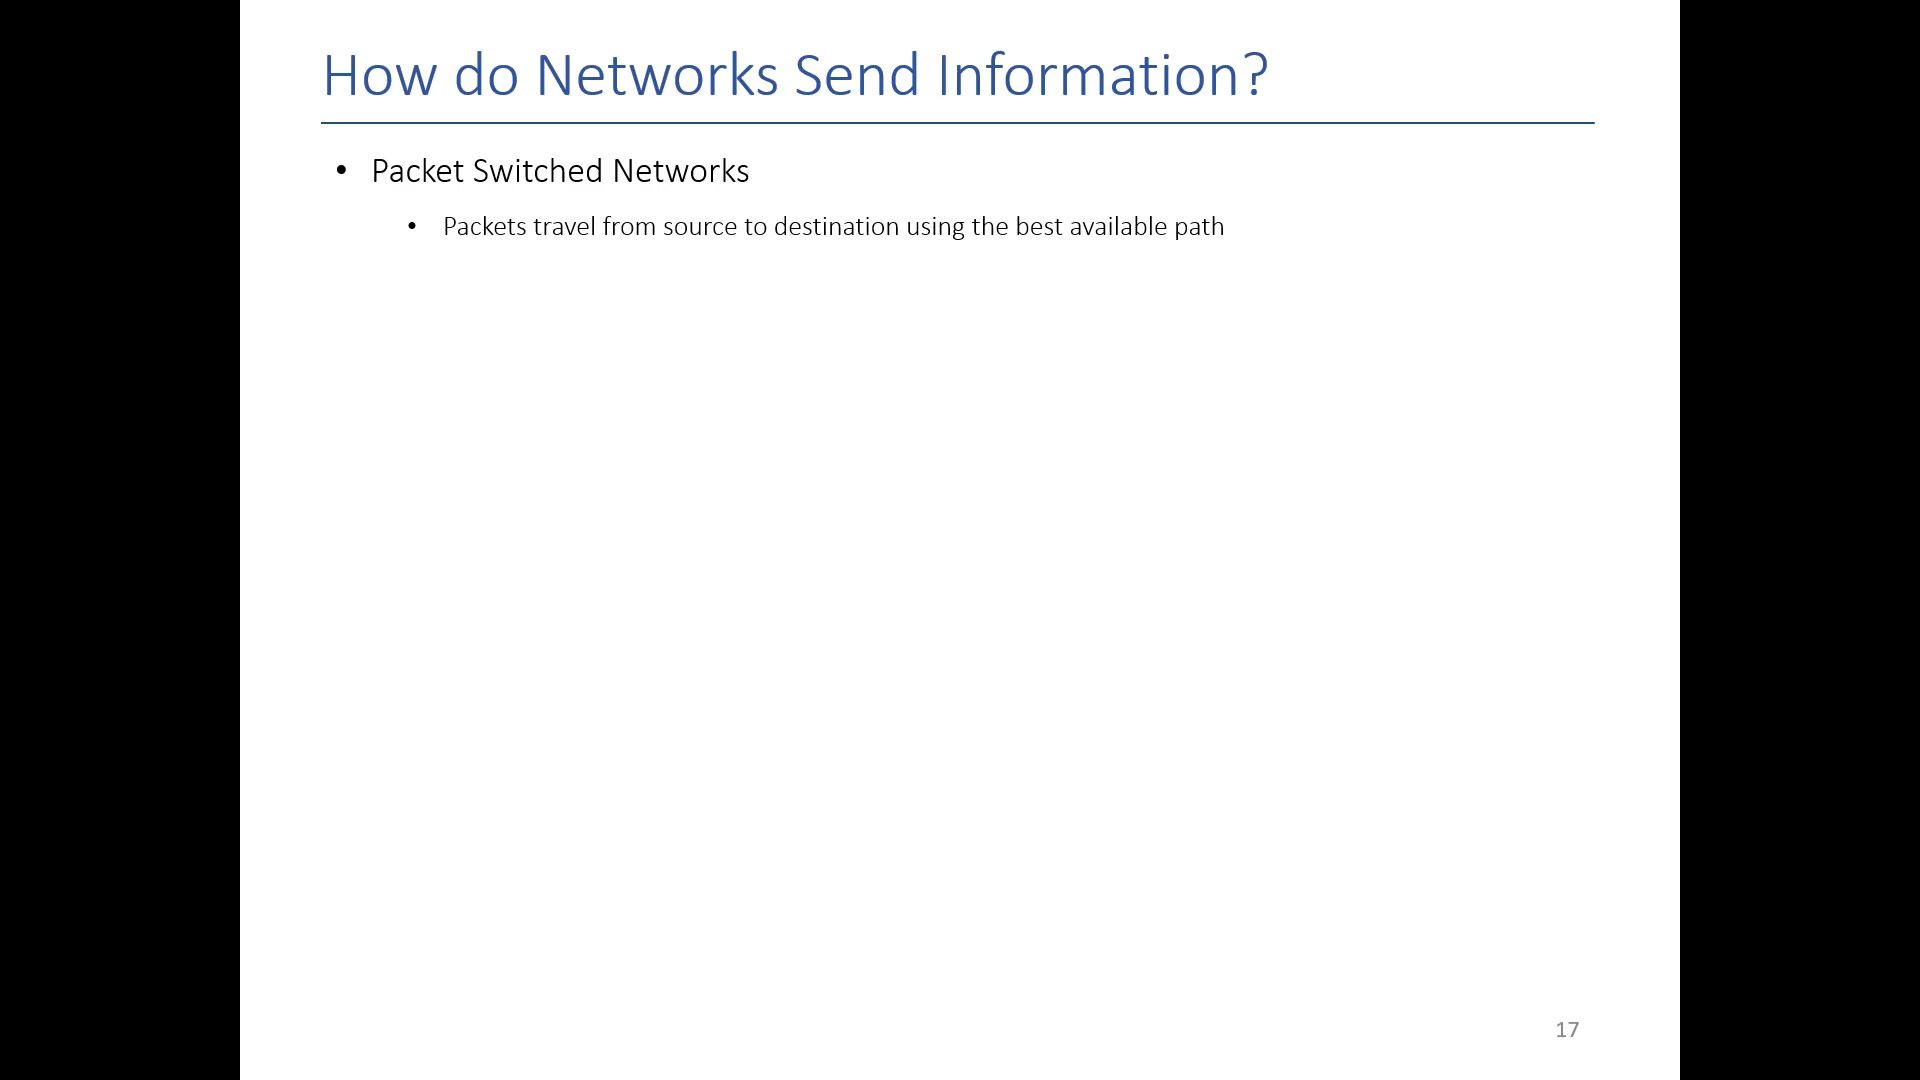 How do Networks Send Information?
• Packet Switched Networks
• Packets travel from source to destination using the best available path
17